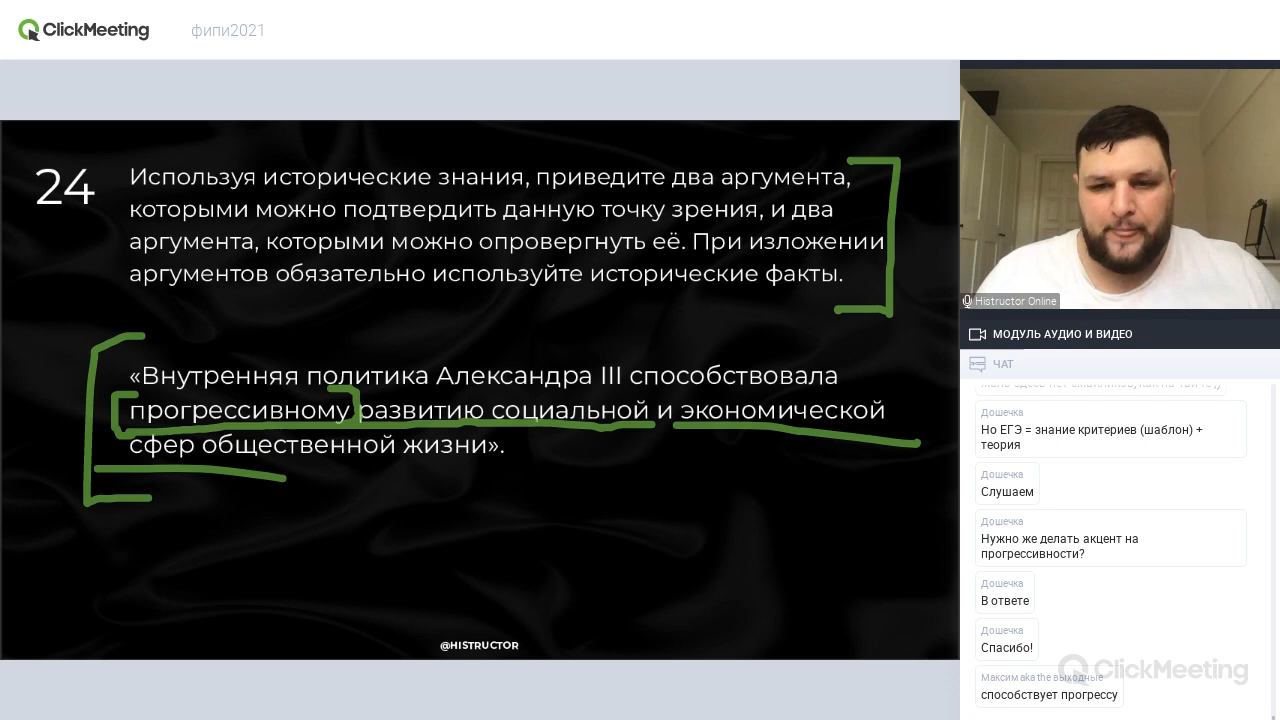 ClickMeeting
фипи2021
24
Используя исторические знания, приведите два аргумента,
которыми можно подтвердить данную точку зрения, и два
аргумента, которыми можно опровергнуть её. При изложении
аргументов обязательно используйте исторические факты.
«Внутренняя политика Александра III способствовала
прогрессивному развитию социальной и экономической
сфер общественной жизни».
@HISTRUCTOR
Histructor Online
МОДУЛЬ АУДИО И ВИДЕО
ЧАТ
Дошечка
Но ЕГЭ = знание критериев (шаблон) +
теория
Дошечка
Слушаем
Дошечка
Нужно же делать акцент на
прогрессивности?
Дошечка
В ответе
Дошечка
Спасибо!
Максим aka the выходные
способствует прогрессу
ClickMeeting